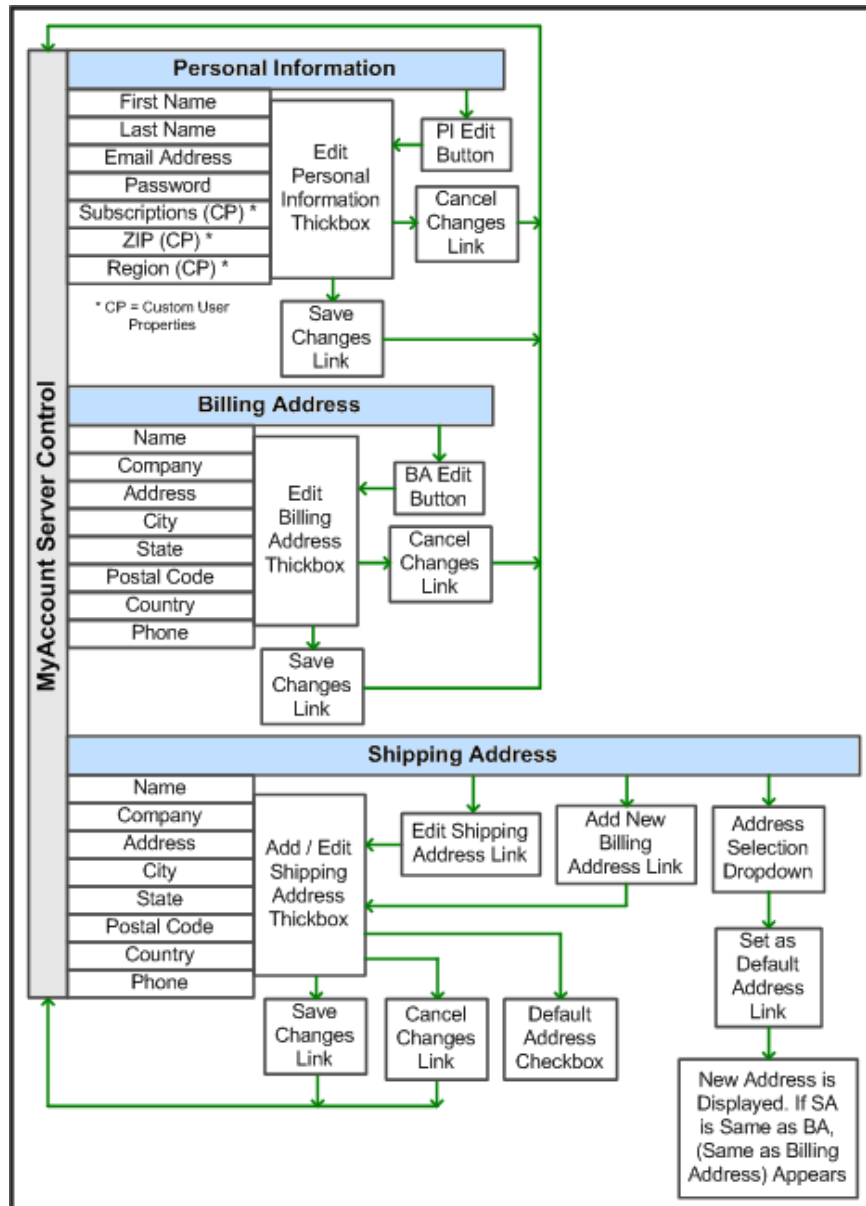 MyAccount Server Control
Personal Information
First Name
Last Name
Email Address
Password
Subscriptions (CP) *
ZIP (CP) *
Region (CP) *
* CP = Custom User
Properties
Edit
Personal
Information
Thickbox
PI Edit
Button
Cancel
Changes
Link
Save
Changes
Link
Billing Address
Name
Company
Address
City
State
Postal Code
Country
Phone
Edit
Billing
Address
Thickbox
BA Edit
Button
Cancel
Changes
Link
Save
Changes
Link
Shipping Address
Name
Company
Address
City
State
Postal Code
Country
Phone
Add / Edit
Shipping
Address
Thickbox
Edit Shipping
Address Link
Add New
Billing
Address Link
Address
Selection
Dropdown
Set as
Default
Address
Link
Save
Changes
Link
Cancel
Changes
Link
Default
Address
Checkbox
New Address is
Displayed. If SA
is Same as BA,
(Same as Billing
Address) Appears